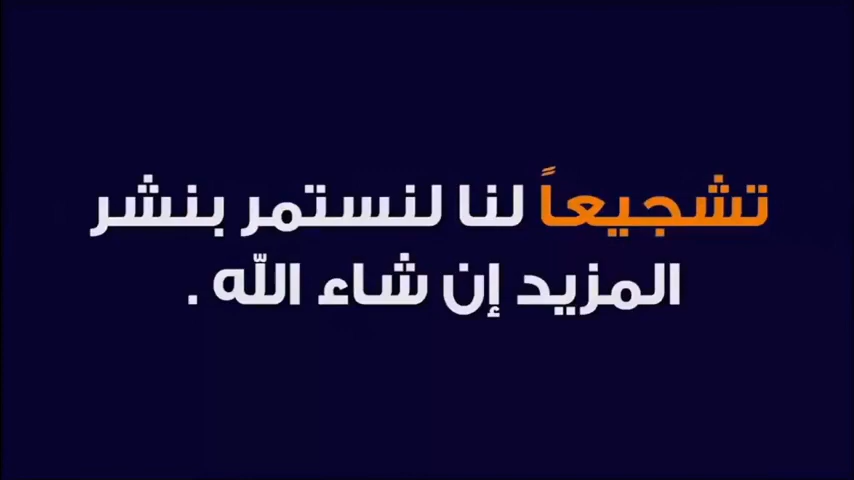 تشجيعاً لنا لنستمر بنشر
المزيد إن شاء الله .